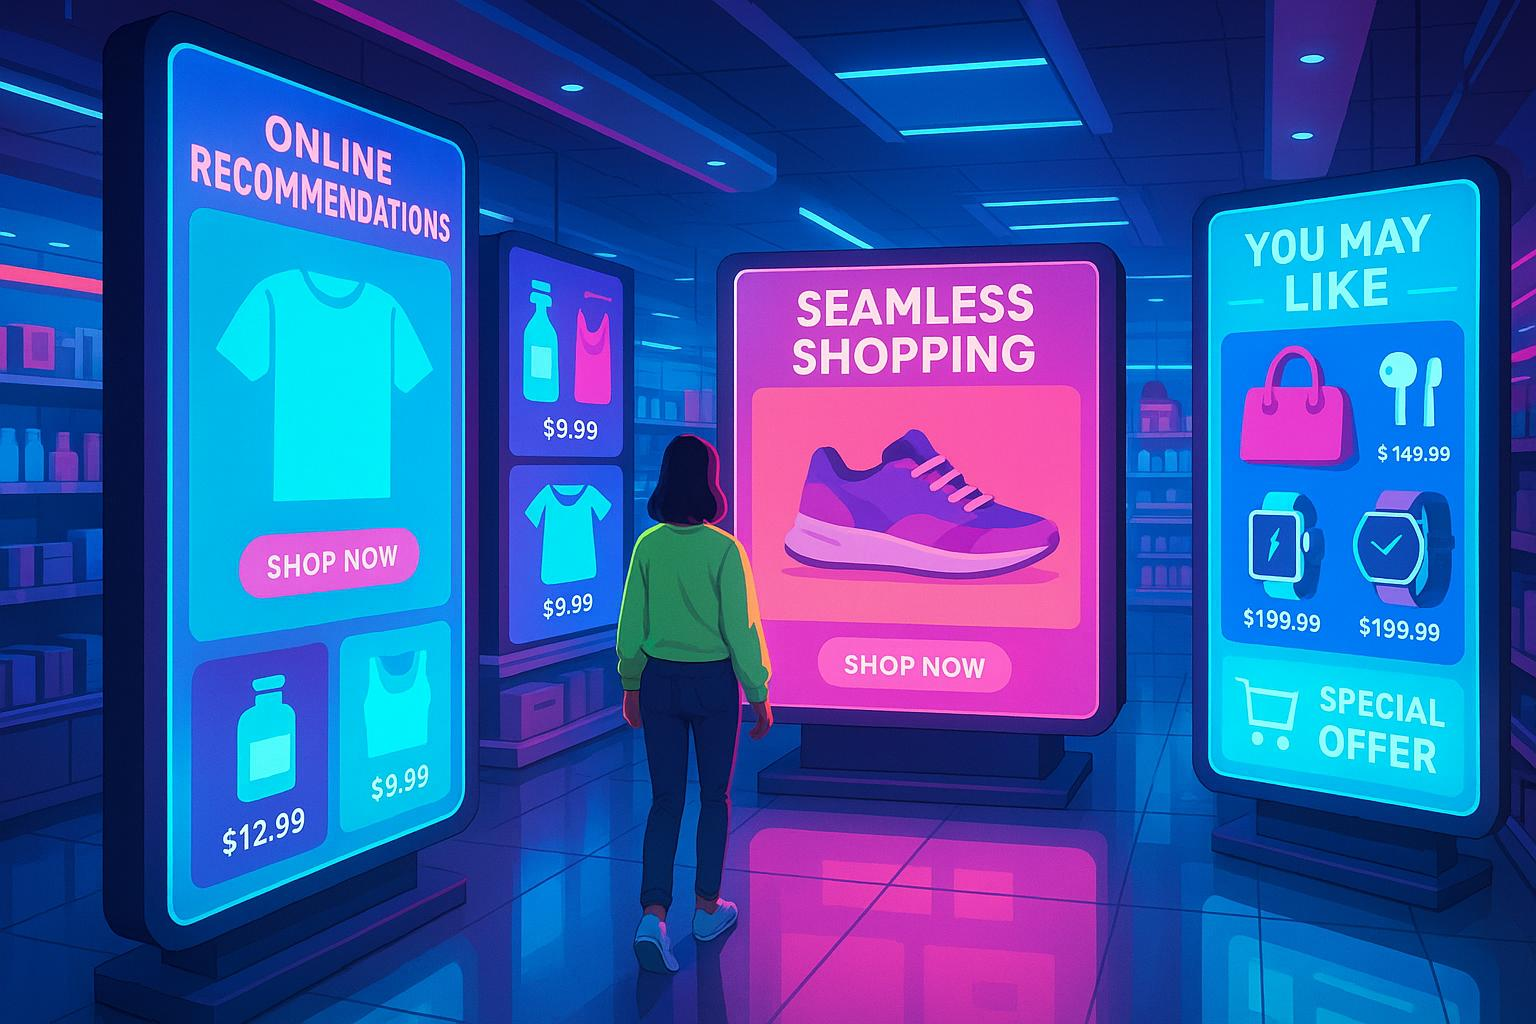 ONLINE
RECOMMENDATIONS
SHOP NOW
$12.99
$9.99
$9.99
$9.99
SEAMLESS
SHOPPING
SHOP NOW
YOU MAY
LIKE
$149.99
$199.99
$199.99
SPECIAL
OFFER